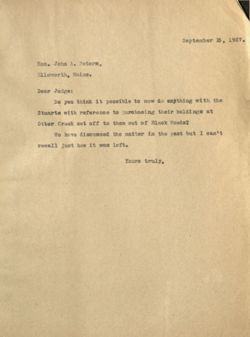 September 15, 1927.
Hon. John A. Peters,
Ellsworth, Maine.
Dear Judge:
Do you think it possible to now do anything with the
Stuarts with reference to purchasing their holdings at
Otter Creek set off to them out of Black Woods?
We have discussed the matter in the past but I can't
recall just how it was left.
Yours truly,